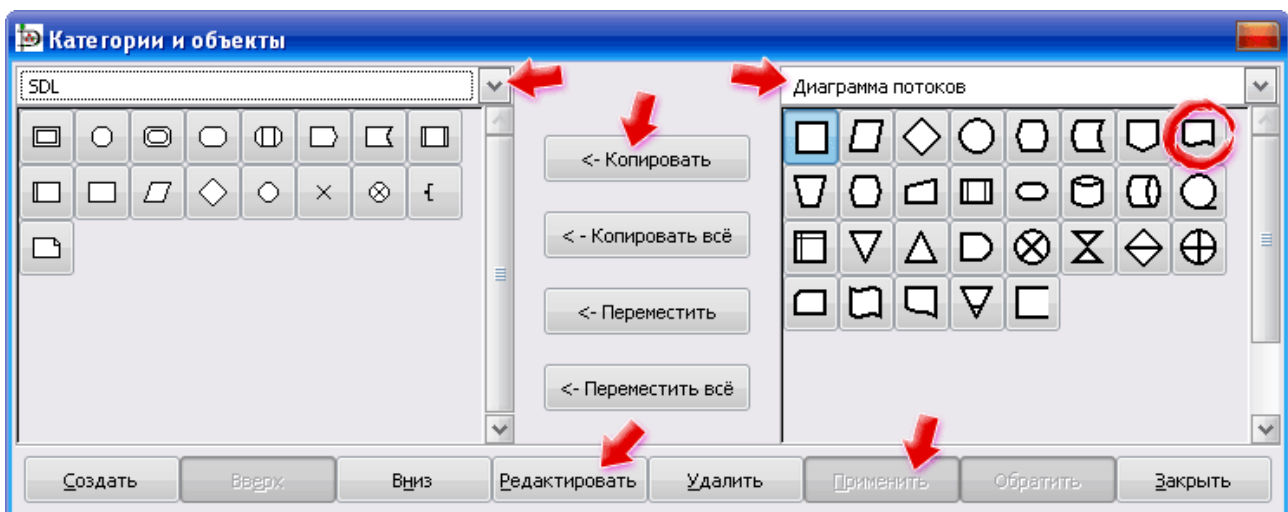 Категории и объекты
SDL
Диаграмма потоков
<- Копировать
< - Копировать всё
<- Переместить
<- Переместить всё
Создать Вверх Вниз Редактировать Удалить Применить Обратить Закрыть